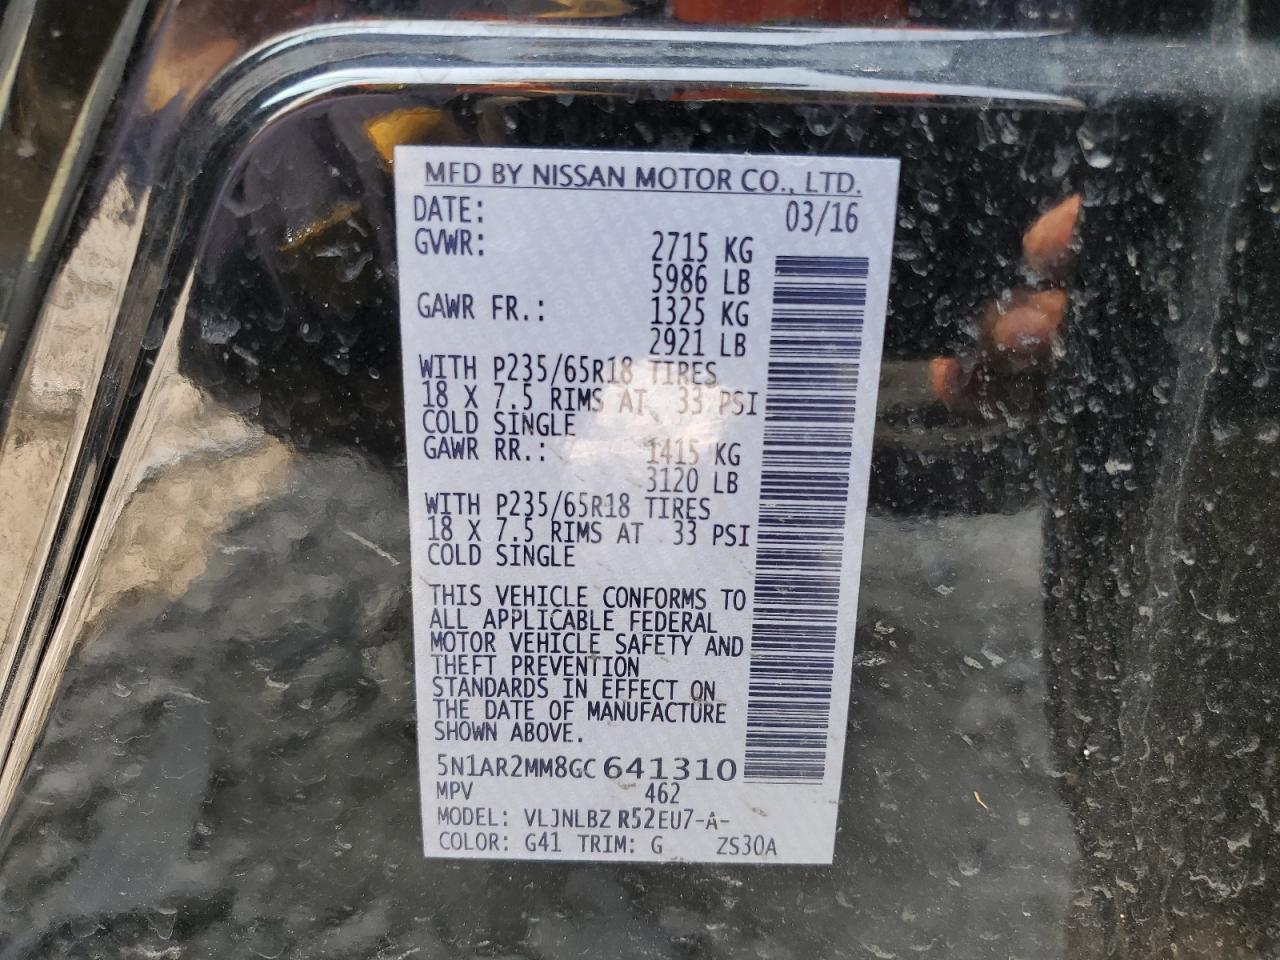 MFD BY NISSAN MOTOR CO., LTD.
DATE: 03/16
GVWR: 2715 KG
5986 LB
GAWR FR.: 1325 KG
2921 LB
WITH P235/65R18 TIRES
18 X 7.5 RIMS AT 33 PSI
COLD SINGLE
GAWR RR.: 1415 KG
3120 LB
WITH P235/65R18 TIRES
18 X 7.5 RIMS AT 33 PSI
COLD SINGLE
THIS VEHICLE CONFORMS TO
ALL APPLICABLE FEDERAL
MOTOR VEHICLE SAFETY AND
THEFT PREVENTION
STANDARDS IN EFFECT ON
THE DATE OF MANUFACTURE
SHOWN ABOVE.
5N1AR2MM8GC641310
MPV 462
MODEL: VLJNLBZ R52EU7-A-
COLOR: G41 TRIM: G ZS30A